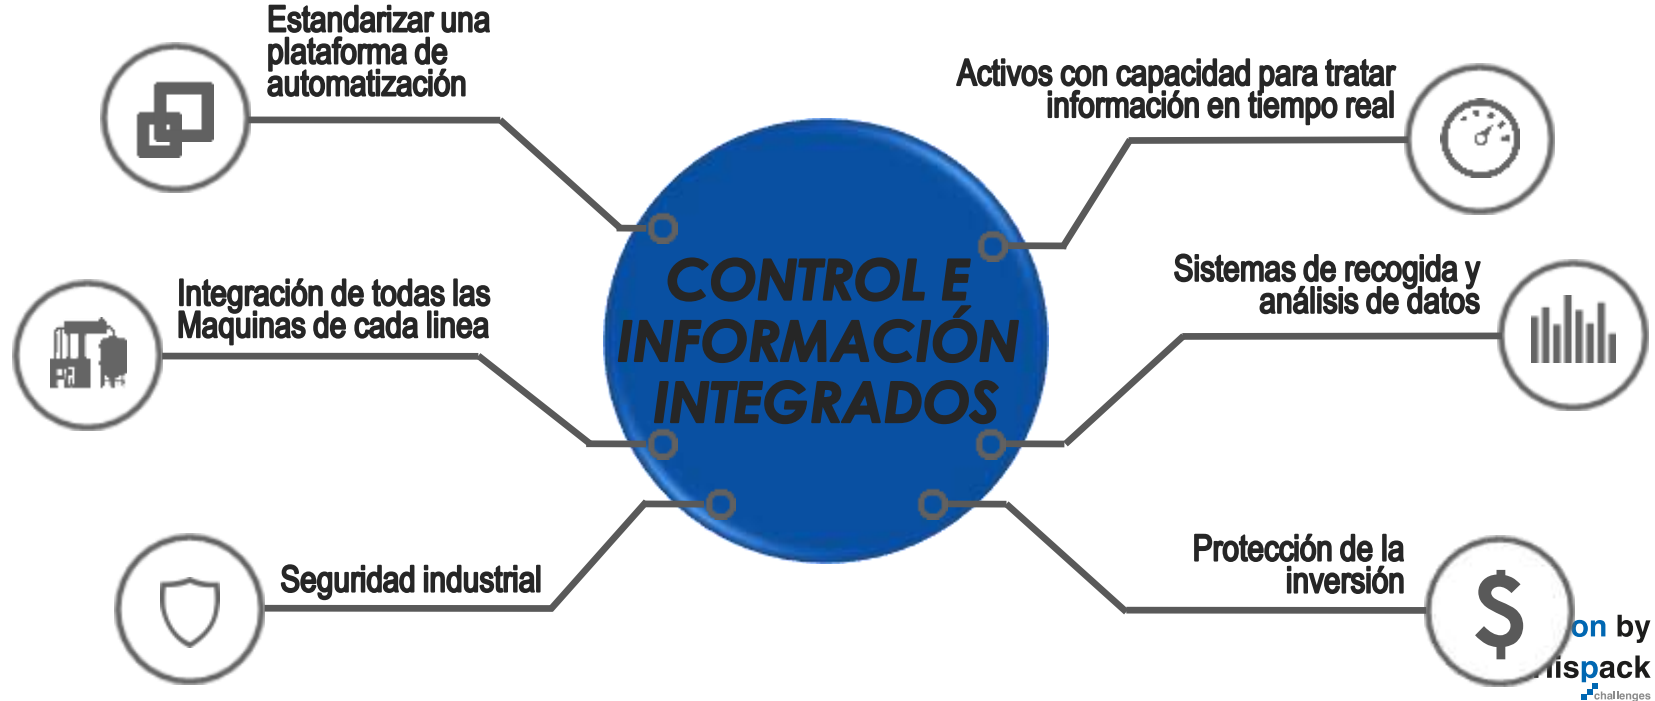 Estandarizar una
plataforma de
automatización
Activos con capacidad para tratar
información en tiempo real
Integración de todas las
Maquinas de cada linea
Sistemas de recogida y
análisis de datos
CONTROL E
INFORMACIÓN
INTEGRADOS
Seguridad industrial
Protección de la
inversión
$
on by
ispack
challenges